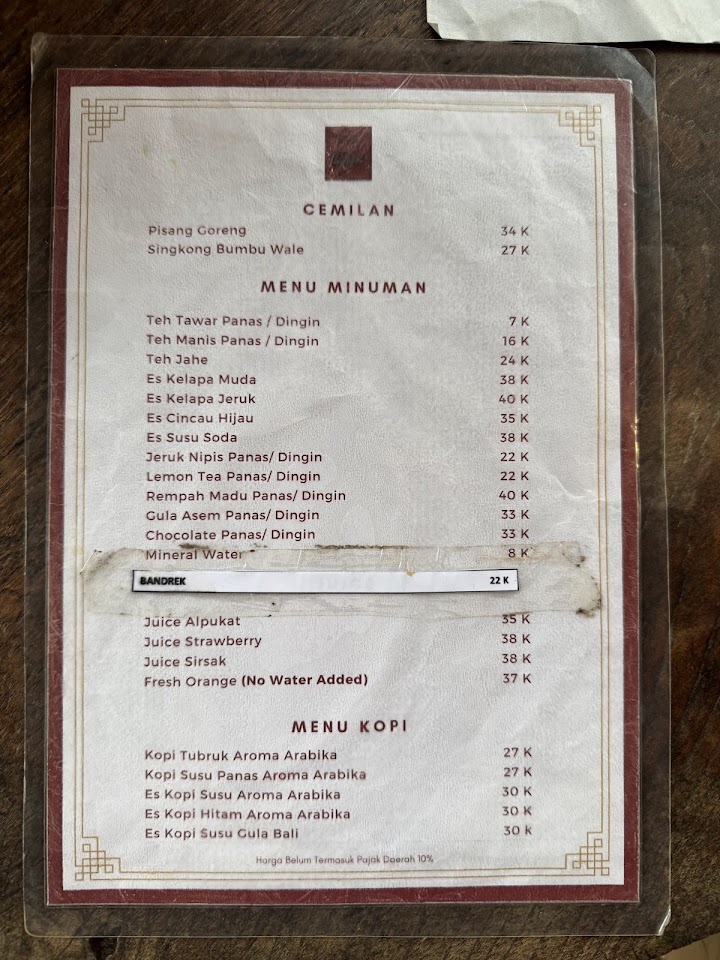 CEMILAN
Pisang Goreng 34 K
Singkong Bumbu Wale 27 K
MENU MINUMAN
Teh Tawar Panas / Dingin 7 K
Teh Manis Panas / Dingin 16 K
Teh Jahe 24 K
Es Kelapa Muda 38 K
Es Kelapa Jeruk 40 K
Es Cincau Hijau 35 K
Es Susu Soda 38 K
Jeruk Nipis Panas/ Dingin 22 K
Lemon Tea Panas/ Dingin 22 K
Rempah Madu Panas/ Dingin 40 K
Gula Asem Panas/ Dingin 33 K
Chocolate Panas/ Dingin 33 K
Mineral Water 8 K
BANDREK 22 K
Juice Alpukat 35 K
Juice Strawberry 38 K
Juice Sirsak 38 K
Fresh Orange (No Water Added) 37 K
MENU KOPI
Kopi Tubruk Aroma Arabika 27 K
Kopi Susu Panas Aroma Arabika 27 K
Es Kopi Susu Aroma Arabika 30 K
Es Kopi Hitam Aroma Arabika 30 K
Es Kopi Susu Gula Bali 30 K
Harga Belum Termasuk Pajak Daerah 10%